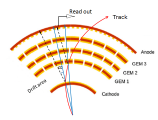 Read out
Track
Anode
GEM 3
GEM 2
GEM 1
Cathode
Drift area